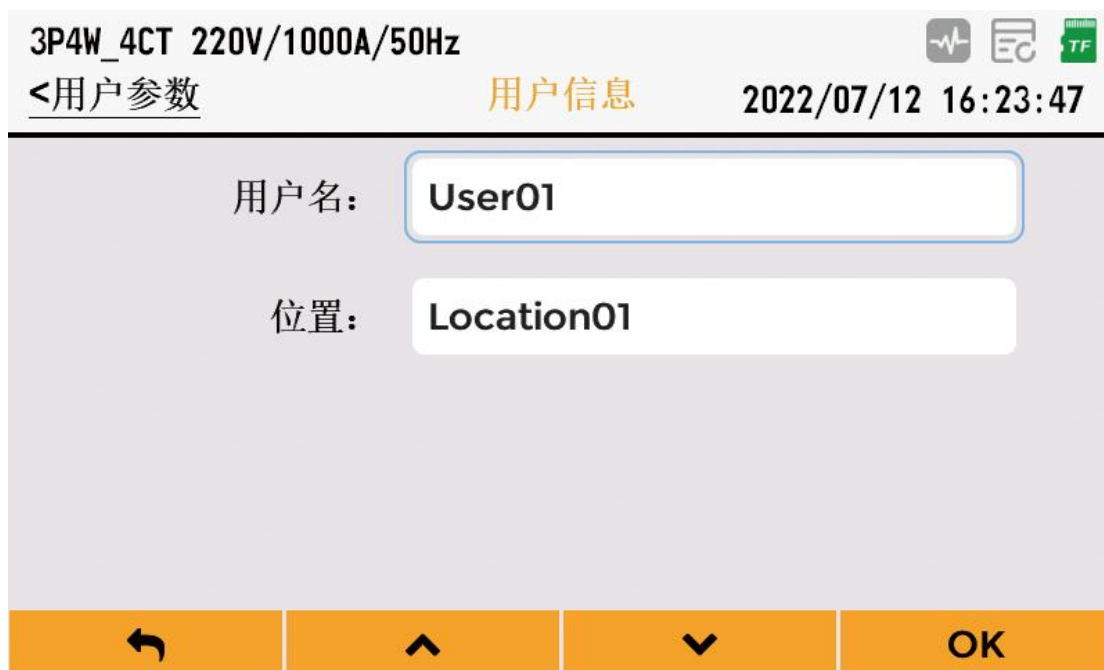 3P4W_4CT 220V/1000A/50Hz
TF
<用户参数 用户信息 2022/07/12 16:23:47
用户名： User01
位置： Location01
OK